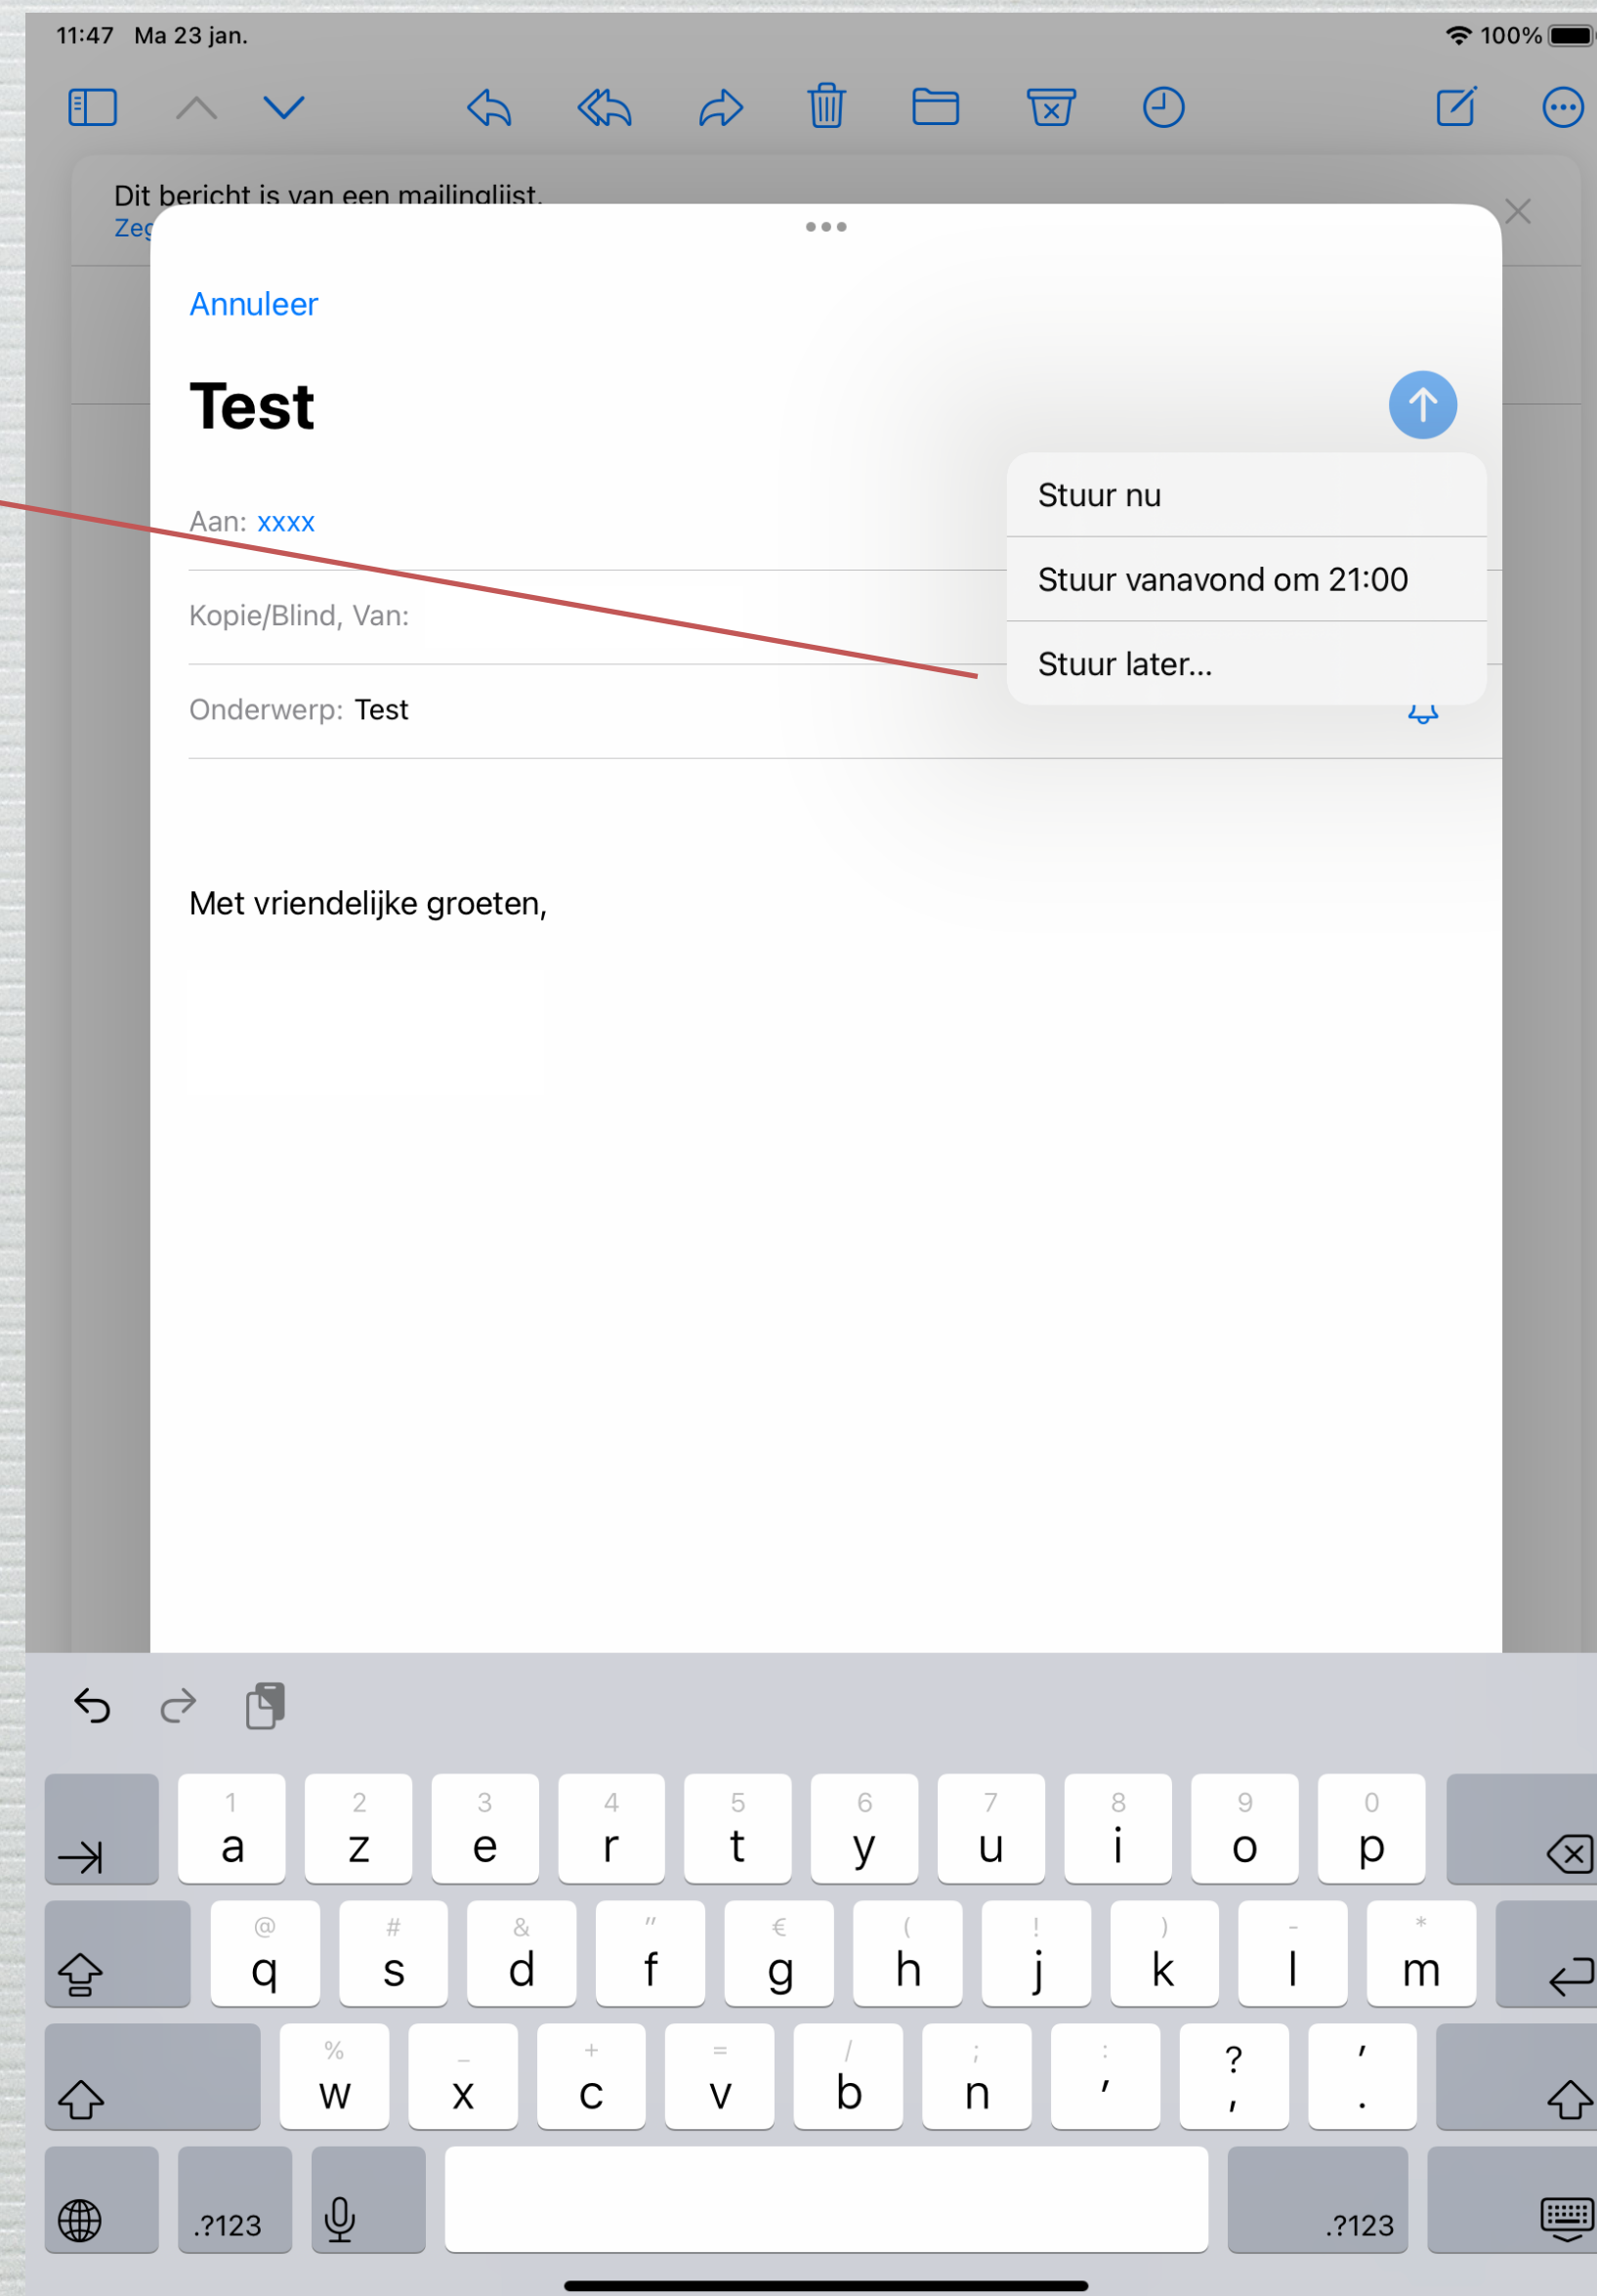 11:47 Ma 23 jan. 100%
Dit bericht is van een mailinglijst.
Zeg
Annuleer
Test
Stuur nu
Aan: xxxx
Stuur vanavond om 21:00
Kopie/Blind, Van:
Stuur later...
Onderwerp: Test
Met vriendelijke groeten,
1 2 3 4 5 6 7 8 9 0
a z e r t y u i o p
@ # & " € ( ! ) - *
q s d f g h j k l m
% _ + = / ; : ? '
w x c v b n ' , .
.?123 .?123